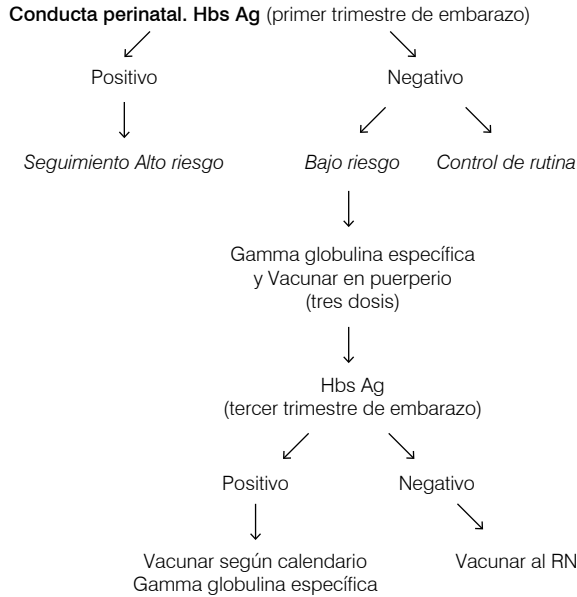 Conducta perinatal. Hbs Ag (primer trimestre de embarazo)
Positivo
Negativo
Seguimiento Alto riesgo
Bajo riesgo
Control de rutina
Gamma globulina específica
y Vacunar en puerperio
(tres dosis)
Hbs Ag
(tercer trimestre de embarazo)
Positivo
Negativo
Vacunar según calendario
Gamma globulina específica
Vacunar al RN